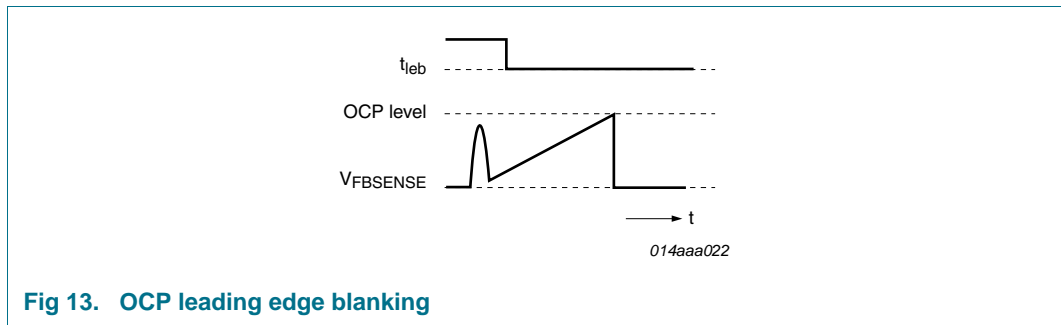 tleb
OCP level
VFBSENSE
t
014aaa022
Fig 13. OCP leading edge blanking